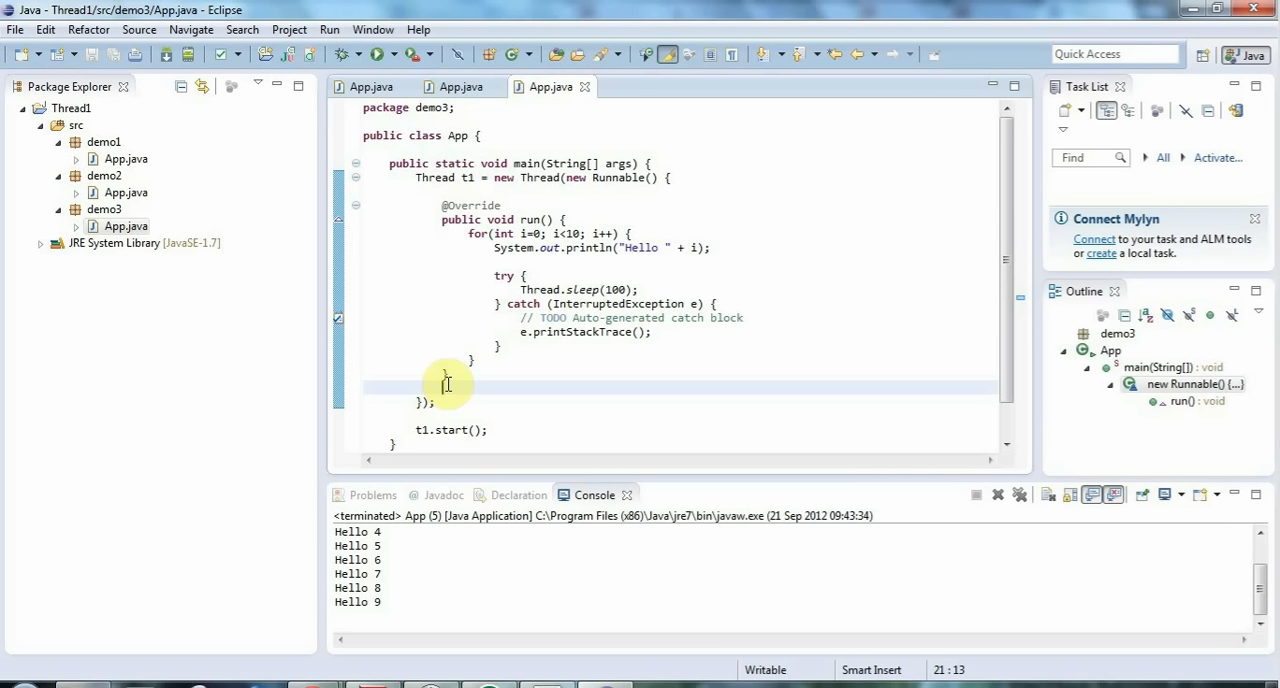 Java - Thread1/src/demo3/App.java - Eclipse
File Edit Refactor Source Navigate Search Project Run Window Help
Quick Access
Java
Package Explorer
Thread1
src
demo1
App.java
demo2
App.java
demo3
App.java
JRE System Library [JavaSE-1.7]
App.java App.java App.java
package demo3;
public class App {
public static void main(String[] args) {
Thread t1 = new Thread(new Runnable() {
@Override
public void run() {
for(int i=0; i<10; i++) {
System.out.println("Hello " + i);
try {
Thread.sleep(100);
} catch (InterruptedException e) {
// TODO Auto-generated catch block
e.printStackTrace();
}
}
}
});
t1.start();
}
Task List
Find All Activate...
Connect Mylyn
Connect to your task and ALM tools
or create a local task.
Outline
demo3
App
main(String[]) : void
new Runnable() {...}
run() : void
Problems @ Javadoc Declaration Console
<terminated> App (5) [Java Application] C:\Program Files (x86)\Java\jre7\bin\javaw.exe (21 Sep 2012 09:43:34)
Hello 4
Hello 5
Hello 6
Hello 7
Hello 8
Hello 9
Writable Smart Insert 21 : 13